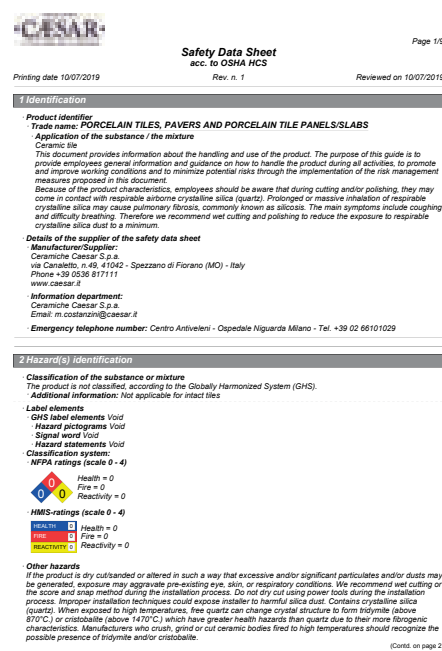 CÆSAR
Page 1/9
Safety Data Sheet
acc. to OSHA HCS
Printing date 10/07/2019 Rev. n. 1 Reviewed on 10/07/2019
1 Identification
· Product identifier
· Trade name: PORCELAIN TILES, PAVERS AND PORCELAIN TILE PANELS/SLABS
· Application of the substance / the mixture
Ceramic tile
This document provides information about the handling and use of the product. The purpose of this guide is to
provide employees general information and guidance on how to handle the product during all activities, to promote
and improve working conditions and to minimize potential risks through the implementation of the risk management
measures proposed in this document.
Because of the product characteristics, employees should be aware that during cutting and/or polishing, they may
come in contact with respirable airborne crystalline silica (quartz). Prolonged or massive inhalation of respirable
crystalline silica may cause pulmonary fibrosis, commonly known as silicosis. The main symptoms include coughing
and difficulty breathing. Therefore we recommend wet cutting and polishing to reduce the exposure to respirable
crystalline silica dust to a minimum.
· Details of the supplier of the safety data sheet
· Manufacturer/Supplier:
Ceramiche Caesar S.p.a.
via Canaletto, n.49, 41042 - Spezzano di Fiorano (MO) - Italy
Phone +39 0536 817111
www.caesar.it
· Information department:
Ceramiche Caesar S.p.a.
Email: m.costanzini@caesar.it
· Emergency telephone number: Centro Antiveleni - Ospedale Niguarda Milano - Tel. +39 02 66101029
2 Hazard(s) identification
· Classification of the substance or mixture
The product is not classified, according to the Globally Harmonized System (GHS).
· Additional information: Not applicable for intact tiles
· Label elements
· GHS label elements Void
· Hazard pictograms Void
· Signal word Void
· Hazard statements Void
· Classification system:
· NFPA ratings (scale 0 - 4)
0 0 0
Health = 0
Fire = 0
Reactivity = 0
· HMIS-ratings (scale 0 - 4)
HEALTH 0 Health = 0
FIRE 0 Fire = 0
REACTIVITY 0 Reactivity = 0
· Other hazards
If the product is dry cut/sanded or altered in such a way that excessive and/or significant particulates and/or dusts may
be generated, exposure may aggravate pre-existing eye, skin, or respiratory conditions. We recommend wet cutting or
the score and snap method during the installation process. Do not dry cut using power tools during the installation
process. Improper installation techniques could expose installer to harmful silica dust. Contains crystalline silica
(quartz). When exposed to high temperatures, free quartz can change crystal structure to form tridymite (above
870°C.) or cristobalite (above 1470°C.) which have greater health hazards than quartz due to their more fibrogenic
characteristics. Manufacturers who crush, grind or cut ceramic bodies fired to high temperatures should recognize the
possible presence of tridymite and/or cristobalite.
(Contd. on page 2)